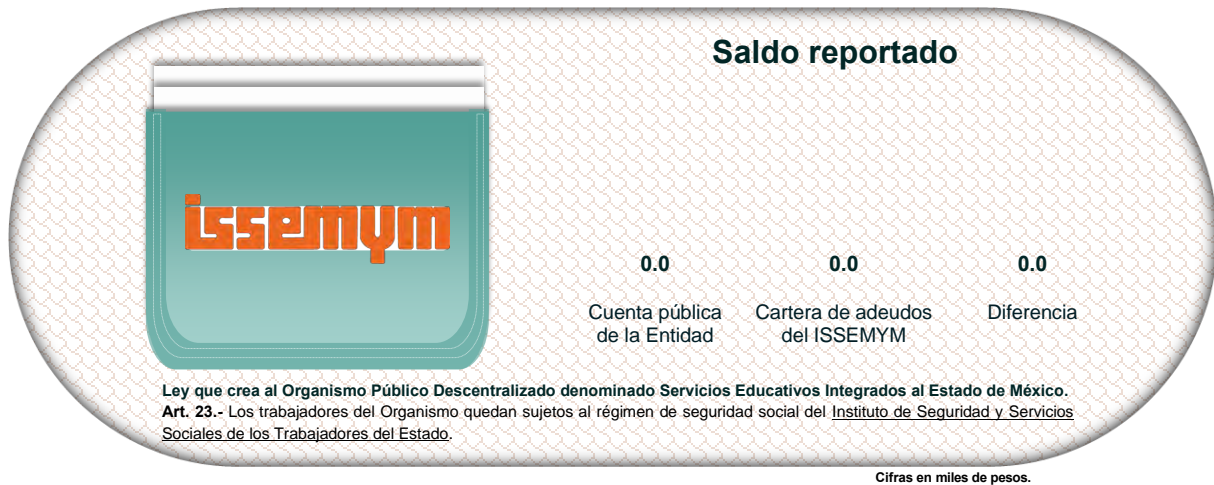 Saldo reportado
issemym
0.0 0.0 0.0
Cuenta pública Cartera de adeudos Diferencia
de la Entidad del ISSEMYM
Ley que crea al Organismo Público Descentralizado denominado Servicios Educativos Integrados al Estado de México.
Art. 23.- Los trabajadores del Organismo quedan sujetos al régimen de seguridad social del Instituto de Seguridad y Servicios
Sociales de los Trabajadores del Estado.
Cifras en miles de pesos.